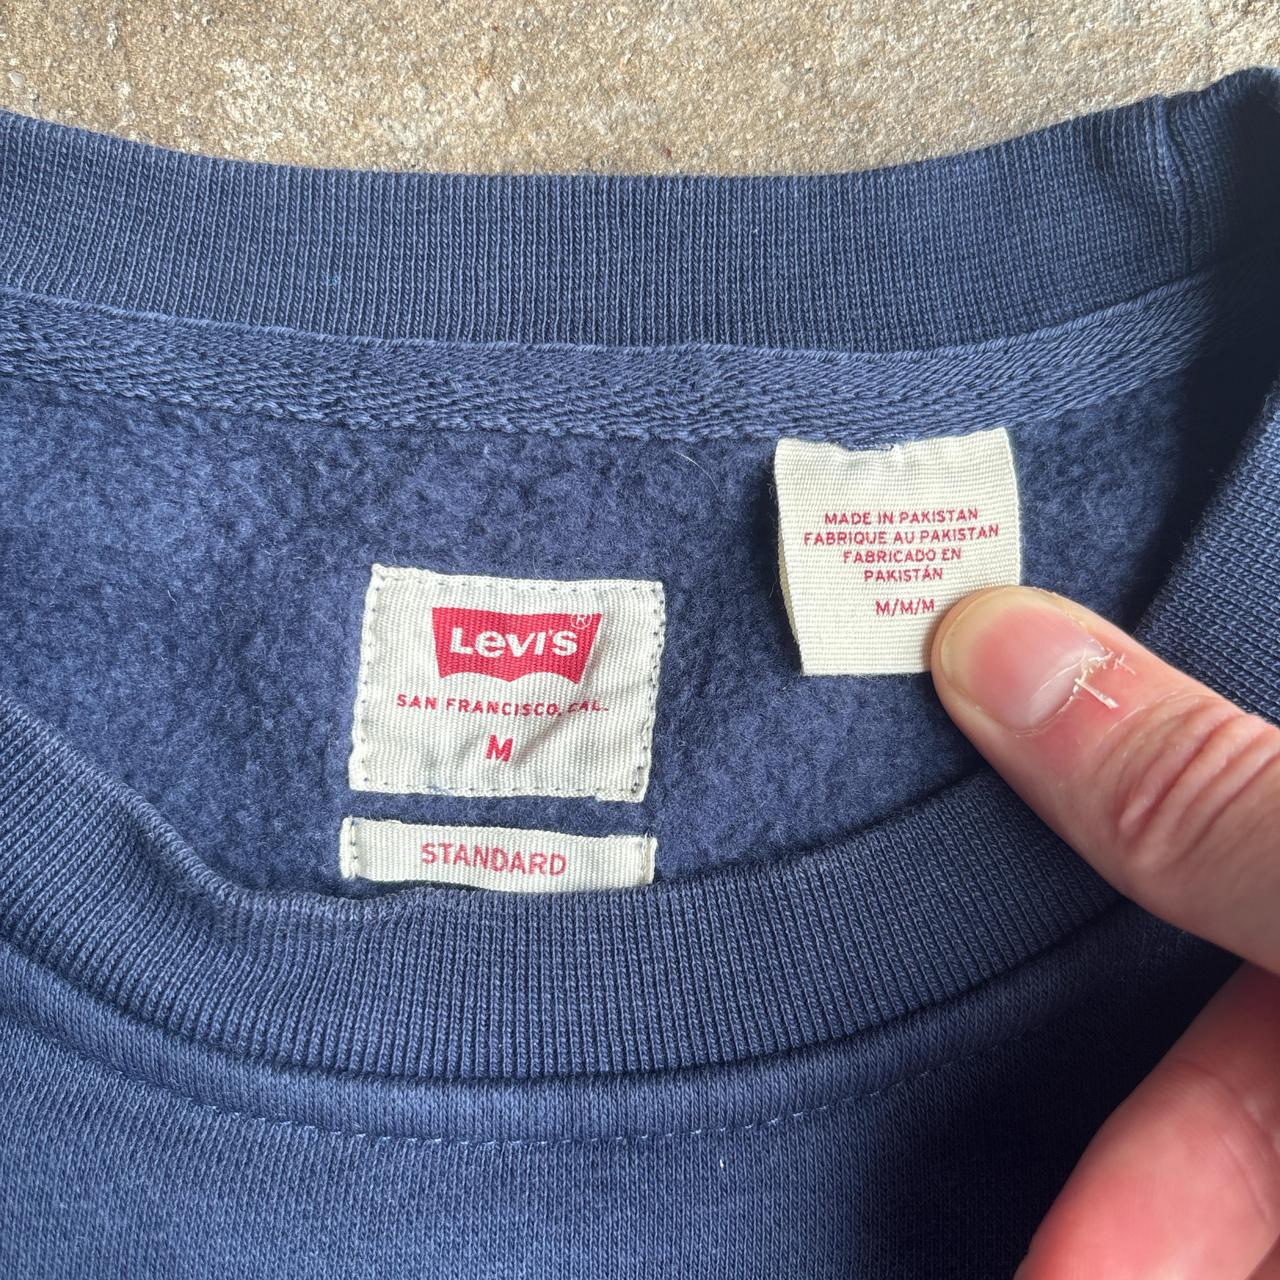 MADE IN PAKISTAN
FABRIQUE AU PAKISTAN
FABRICADO EN
PAKISTÁN
M/M/M
Levi's®
SAN FRANCISCO, CAL.
M
STANDARD